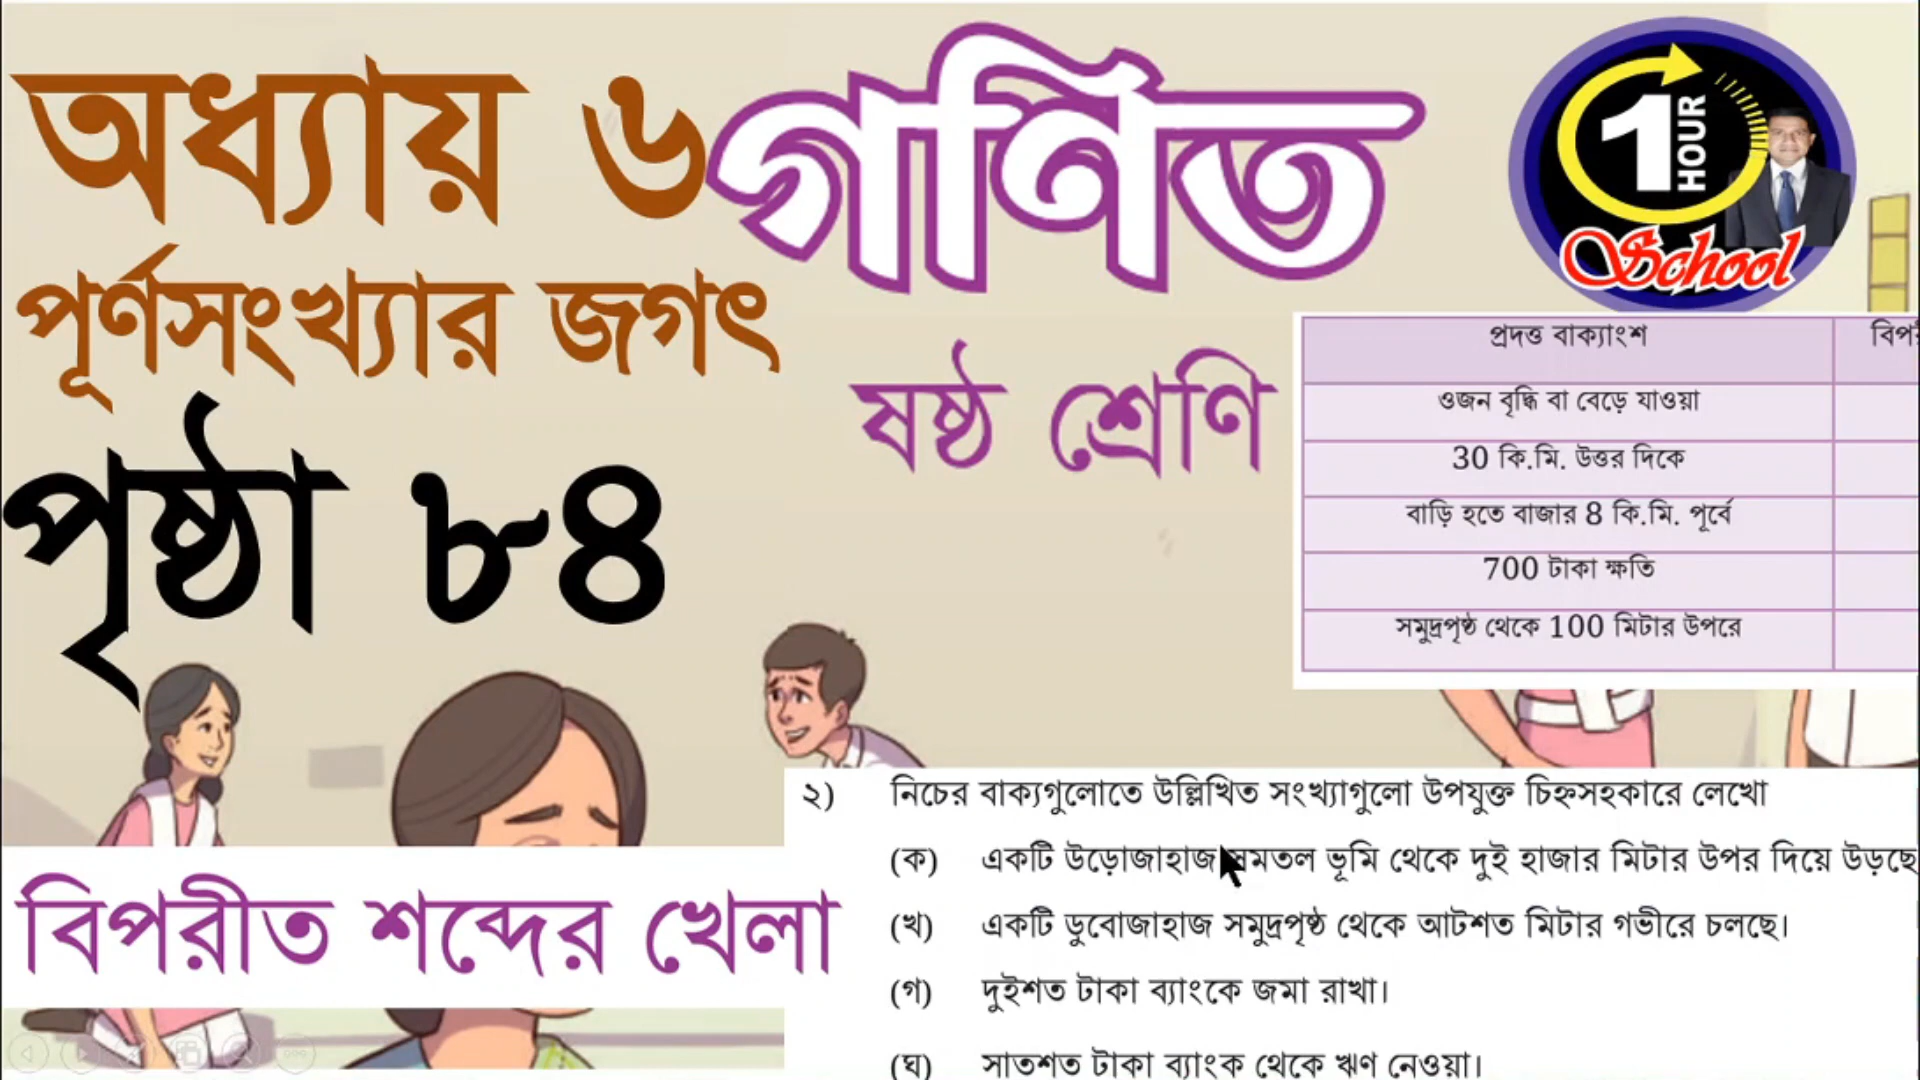 অধ্যায় ৬
গণিত
1 HOUR
School
পূর্ণসংখ্যার জগৎ
ষষ্ঠ শ্রেণি
পৃষ্ঠা ৮৪
প্রদত্ত বাক্যাংশ
ওজন বৃদ্ধি বা বেড়ে যাওয়া
30 কি.মি. উত্তর দিকে
বাড়ি হতে বাজার 8 কি.মি. পূর্বে
700 টাকা ক্ষতি
সমুদ্রপৃষ্ঠ থেকে 100 মিটার উপরে
বিপরীত শব্দের খেলা
২) নিচের বাক্যগুলোতে উল্লিখিত সংখ্যাগুলো উপযুক্ত চিহ্নসহকারে লেখো
(ক) একটি উড়োজাহাজ সমতল ভূমি থেকে দুই হাজার মিটার উপর দিয়ে উড়ছে
(খ) একটি ডুবোজাহাজ সমুদ্রপৃষ্ঠ থেকে আটশত মিটার গভীরে চলছে।
(গ) দুইশত টাকা ব্যাংকে জমা রাখা।
(ঘ) সাতশত টাকা ব্যাংক থেকে ঋণ নেওয়া।